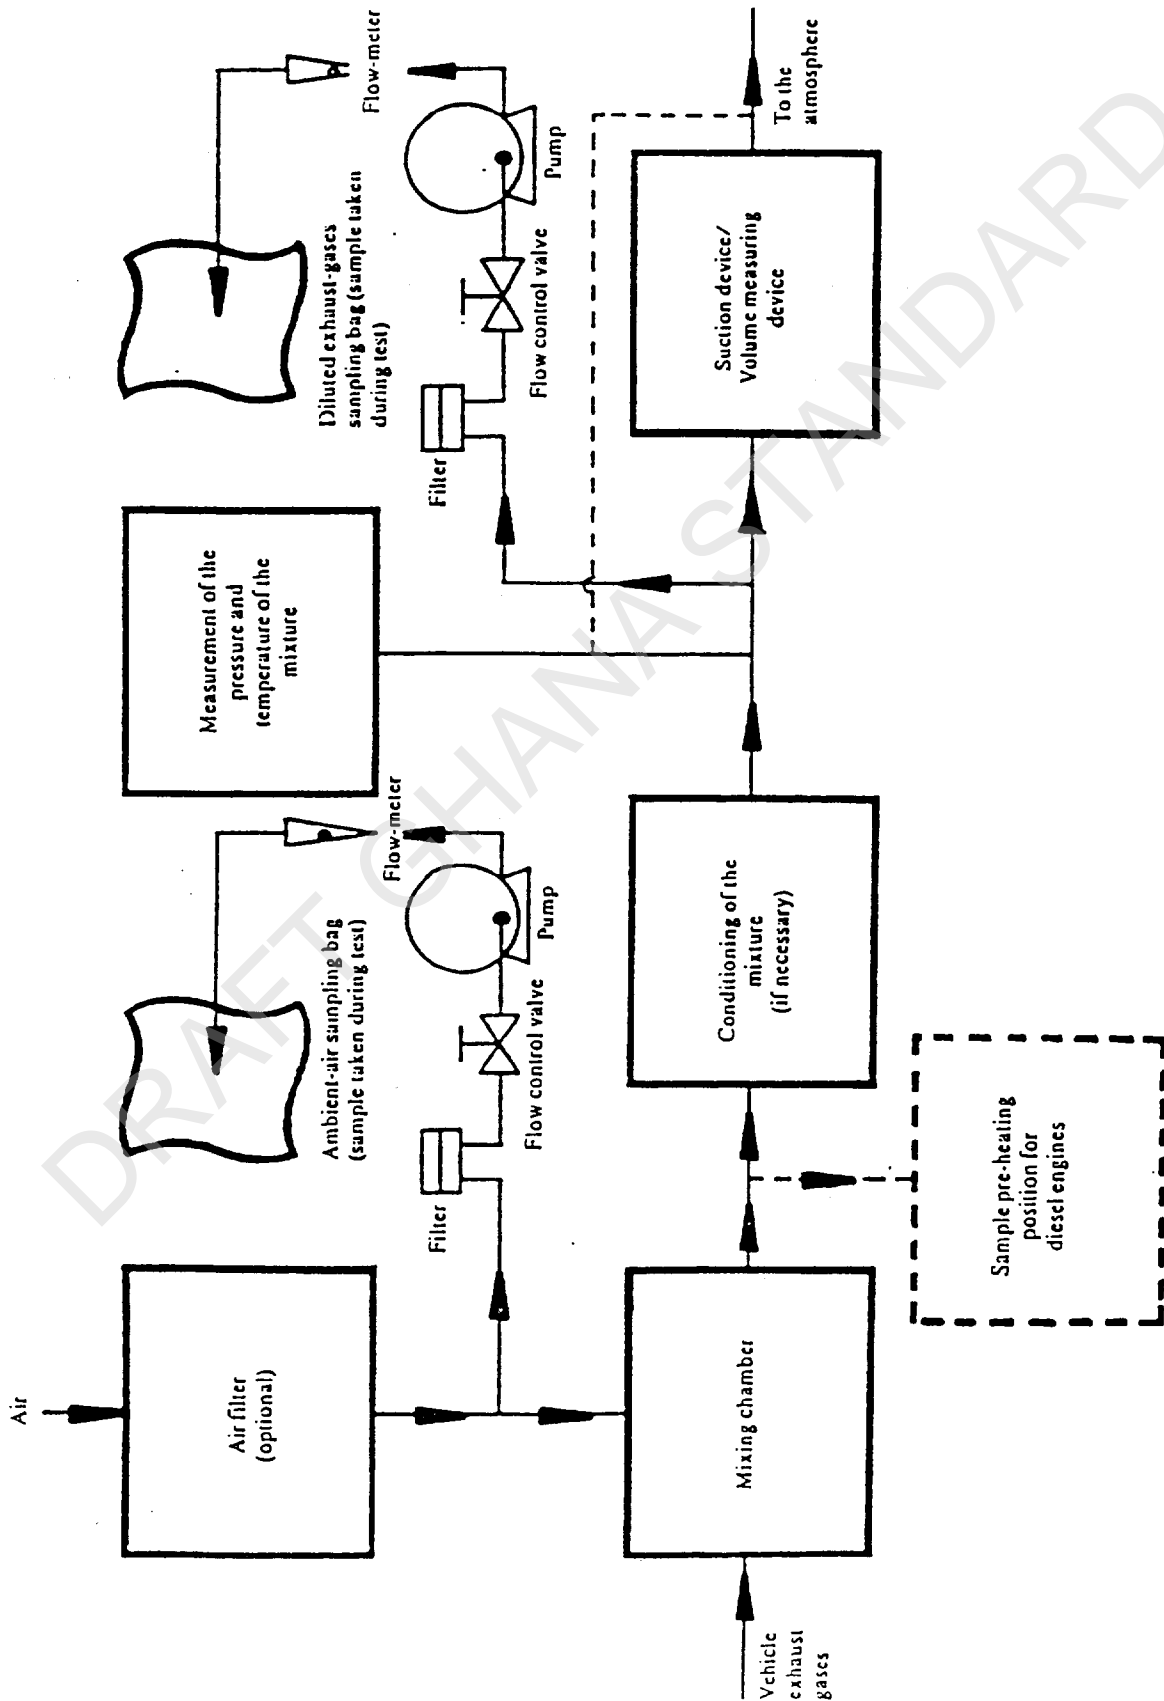 Air
Air filter
(optional)
Vehicle
exhaust
gases
Mixing chamber
Filter
Flow control valve
Pump
Flow-meter
Ambient-air sampling bag
(sample taken during test)
Sample pre-heating
position for
diesel engines
Conditioning of the
mixture
(if necessary)
Measurement of the
pressure and
temperature of the
mixture
Filter
Flow control valve
Pump
Flow-meter
Diluted exhaust-gases
sampling bag (sample taken
during test)
Suction device/
Volume measuring
device
To the
atmosphere
DRAFT GHANA STANDARD